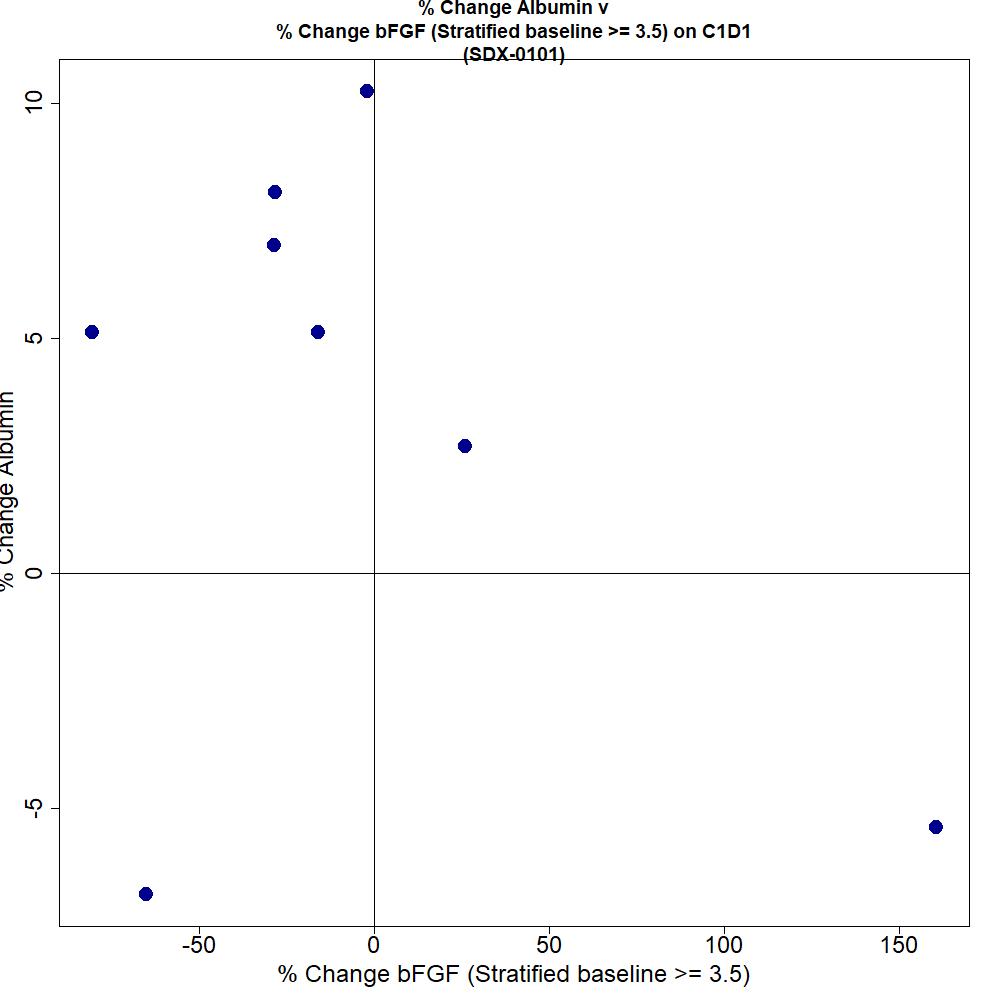 % Change Albumin v
% Change bFGF (Stratified baseline >= 3.5) on C1D1
(SDX-0101)
% Change Albumin
10
5
0
-5
-50
0
50
100
150
% Change bFGF (Stratified baseline >= 3.5)